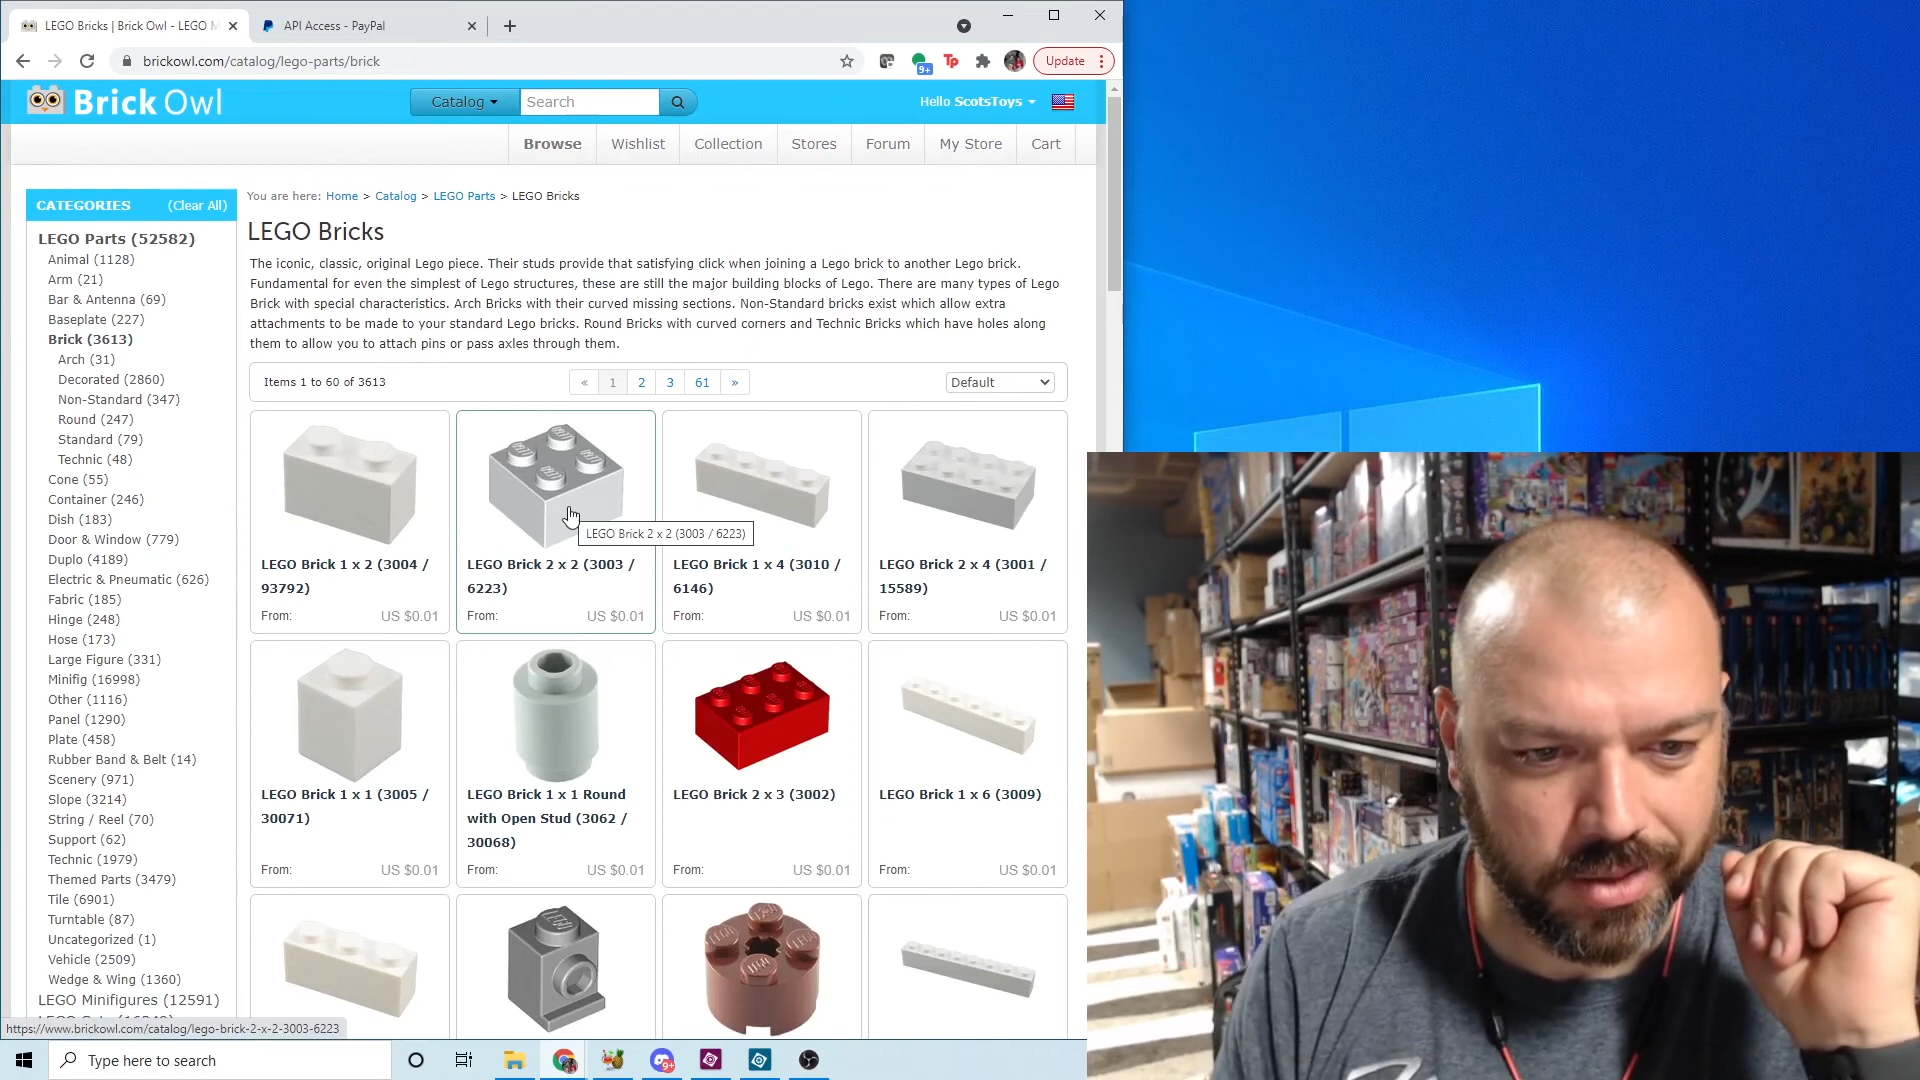 LEGO Bricks | Brick Owl - LEGO M
API Access - PayPal
brickowl.com/catalog/lego-parts/brick
9+
Tp
Update
Brick Owl
Catalog
Search
Hello ScotsToys
Browse
Wishlist
Collection
Stores
Forum
My Store
Cart
CATEGORIES (Clear All)
LEGO Parts (52582)
Animal (1128)
Arm (21)
Bar & Antenna (69)
Baseplate (227)
Brick (3613)
Arch (31)
Decorated (2860)
Non-Standard (347)
Round (247)
Standard (79)
Technic (48)
Cone (55)
Container (246)
Dish (183)
Door & Window (779)
Duplo (4189)
Electric & Pneumatic (626)
Fabric (185)
Hinge (248)
Hose (173)
Large Figure (331)
Minifig (16998)
Other (1116)
Panel (1290)
Plate (458)
Rubber Band & Belt (14)
Scenery (971)
Slope (3214)
String / Reel (70)
Support (62)
Technic (1979)
Themed Parts (3479)
Tile (6901)
Turntable (87)
Uncategorized (1)
Vehicle (2509)
Wedge & Wing (1360)
LEGO Minifigures (12591)
You are here: Home > Catalog > LEGO Parts > LEGO Bricks
LEGO Bricks
The iconic, classic, original Lego piece. Their studs provide that satisfying click when joining a Lego brick to another Lego brick.
Fundamental for even the simplest of Lego structures, these are still the major building blocks of Lego. There are many types of Lego
Brick with special characteristics. Arch Bricks with their curved missing sections. Non-Standard bricks exist which allow extra
attachments to be made to your standard Lego bricks. Round Bricks with curved corners and Technic Bricks which have holes along
them to allow you to attach pins or pass axles through them.
Items 1 to 60 of 3613
« 1 2 3 61 »
Default
LEGO Brick 1 x 2 (3004 /
93792)
From: US $0.01
LEGO Brick 2 x 2 (3003 / 6223)
LEGO Brick 2 x 2 (3003 /
6223)
From: US $0.01
LEGO Brick 1 x 4 (3010 /
6146)
From: US $0.01
LEGO Brick 2 x 4 (3001 /
15589)
From: US $0.01
LEGO Brick 1 x 1 (3005 /
30071)
From: US $0.01
LEGO Brick 1 x 1 Round
with Open Stud (3062 /
30068)
From: US $0.01
LEGO Brick 2 x 3 (3002)
From: US $0.01
LEGO Brick 1 x 6 (3009)
From: US $0.01
https://www.brickowl.com/catalog/lego-brick-2-x-2-3003-6223
Type here to search
9+